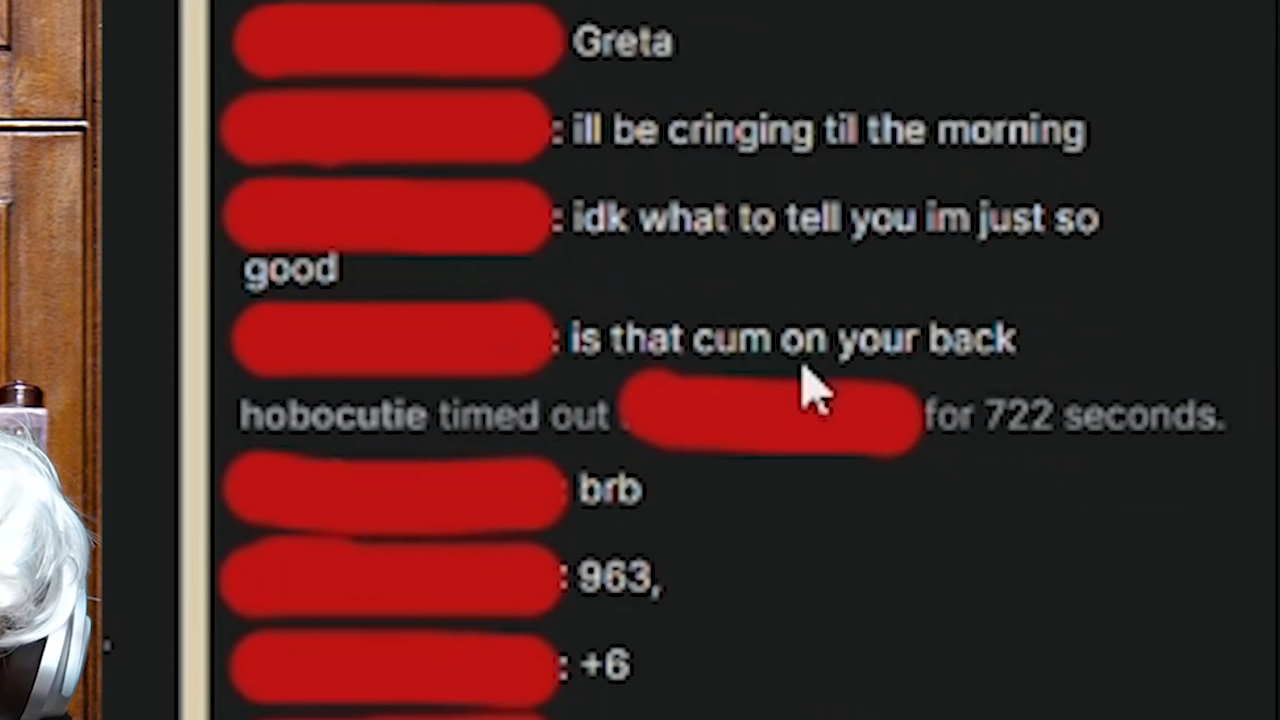 Greta
: ill be cringing til the morning
: idk what to tell you im just so
good
: is that cum on your back
hobocutie timed out for 722 seconds.
: brb
: 963,
: +6